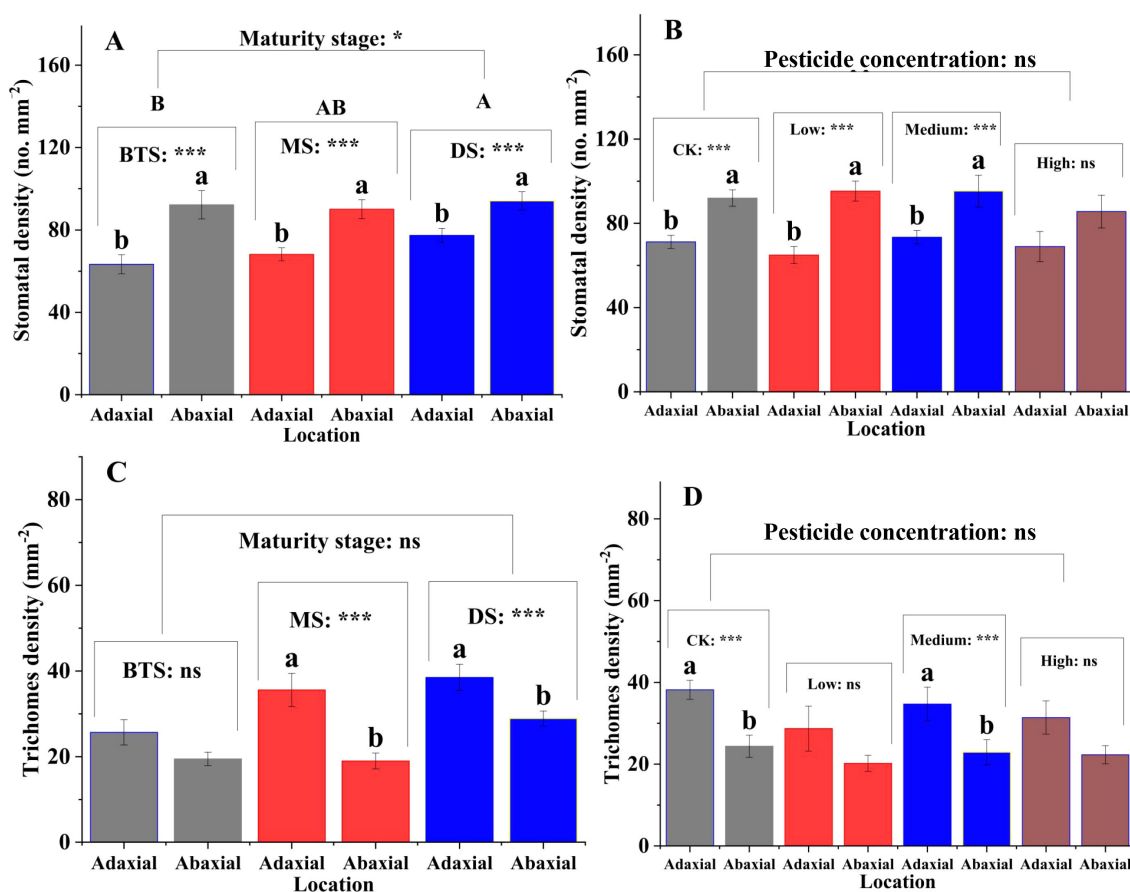 A
Maturity stage: *
B
AB
A
BTS: ***
MS: ***
DS: ***
b
a
b
a
b
a
160
120
80
40
0
Stomatal density (no. mm⁻²)
Adaxial Abaxial Adaxial Abaxial Adaxial Abaxial
Location
B
Pesticide concentration: ns
CK: ***
Low: ***
Medium: ***
High: ns
b
a
b
a
b
a
160
120
80
40
0
Stomatal density (no. mm⁻²)
Adaxial Abaxial Adaxial Abaxial Adaxial Abaxial Adaxial Abaxial
Location
C
Maturity stage: ns
BTS: ns
MS: ***
DS: ***
a
b
a
b
80
60
40
20
0
Trichomes density (mm⁻²)
Adaxial Abaxial Adaxial Abaxial Adaxial Abaxial
Location
D
Pesticide concentration: ns
CK: ***
Low: ns
Medium: ***
High: ns
a
b
a
b
80
60
40
20
0
Trichomes density (mm⁻²)
Adaxial Abaxial Adaxial Abaxial Adaxial Abaxial Adaxial Abaxial
Location